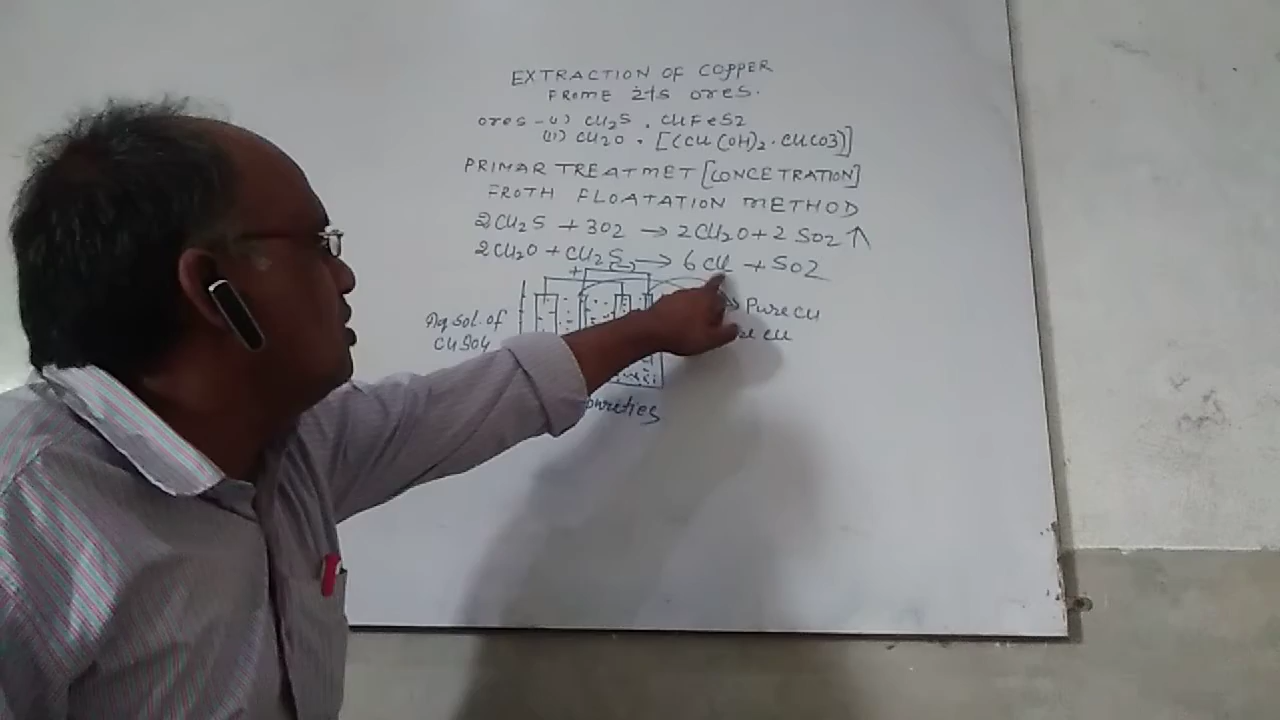 EXTRACTION OF COPPER
FROME its ores.
ores - (i) Cu2S . CuFeS2
(ii) Cu2O . [(Cu(OH)2 . CuCO3)]
PRIMAR TREATMET [CONCETRATION]
FROTH FLOATATION METHOD
2Cu2S + 3O2 → 2Cu2O + 2SO2 ↑
2Cu2O + Cu2S → 6Cu + SO2
+
Aq sol. of
CuSO4
Pure Cu
Cu